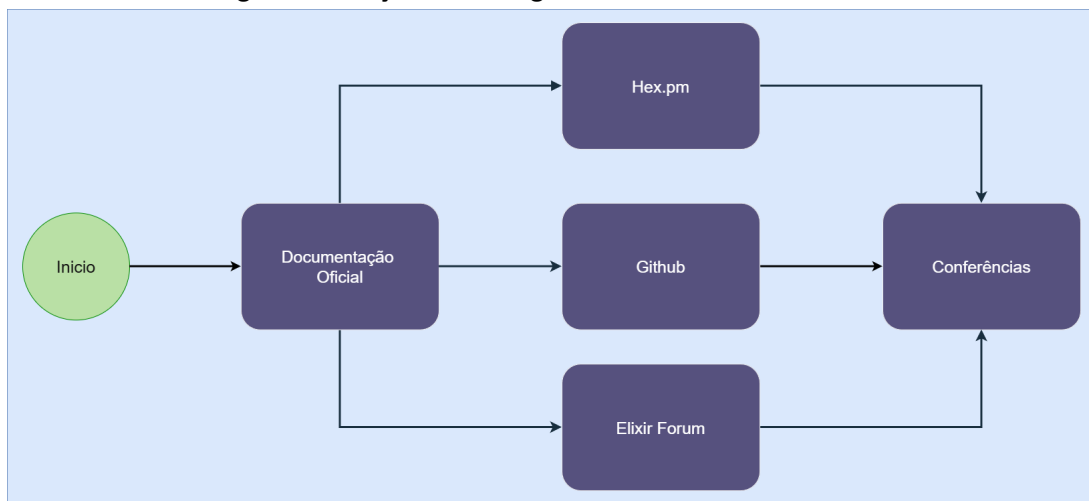 Hex.pm
Inicio
Documentação
Oficial
Github
Conferências
Elixir Forum